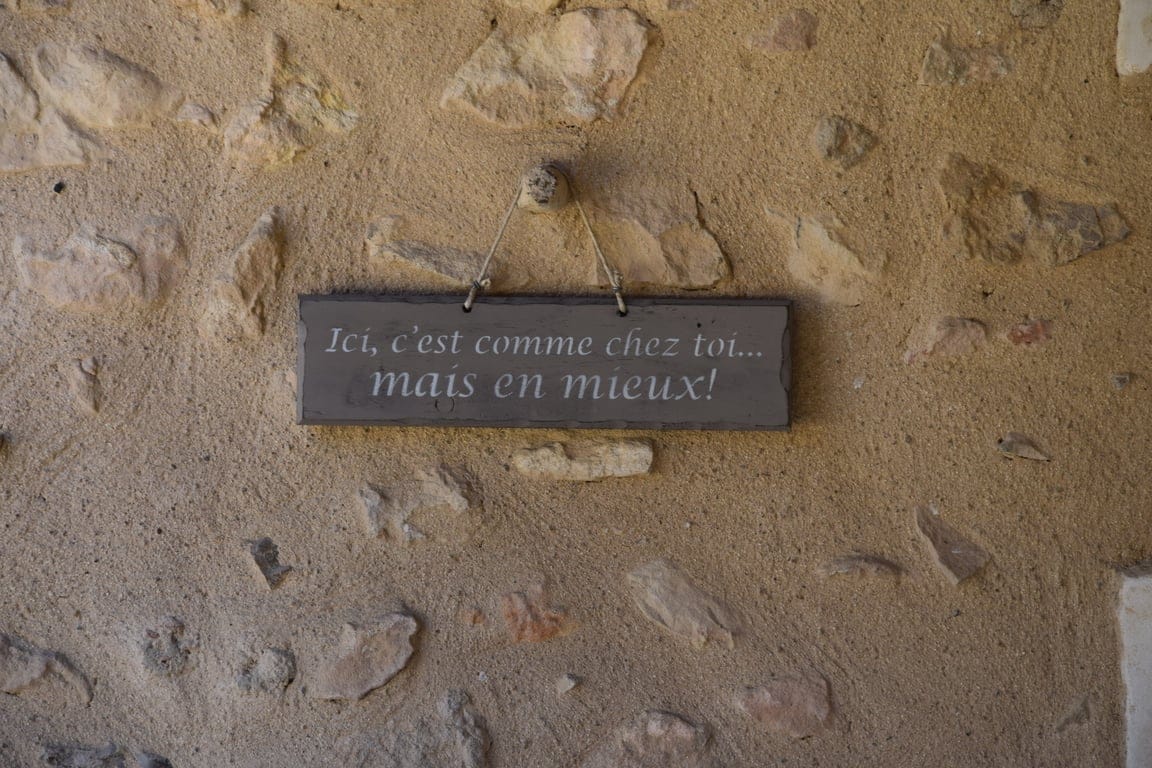 Ici, c'est comme chez toi...
mais en mieux!